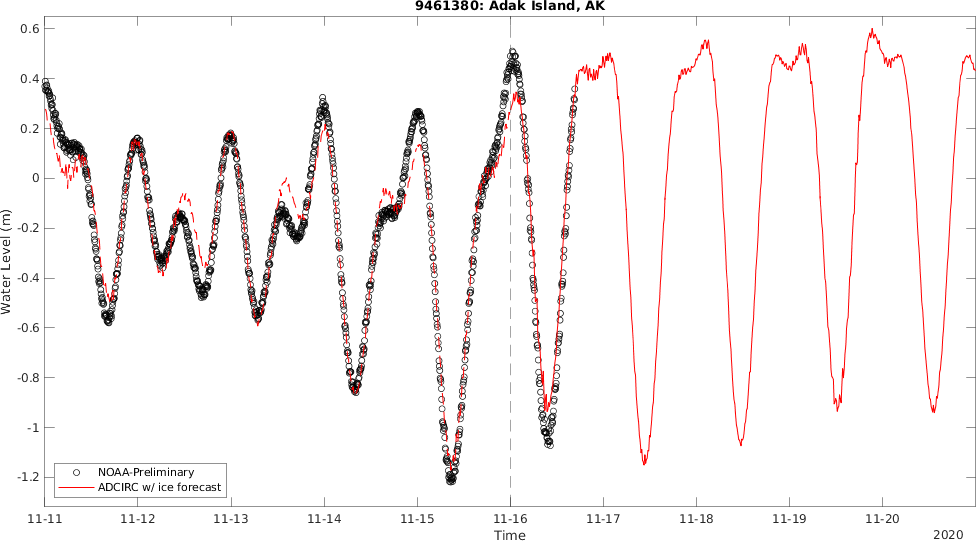 9461380: Adak Island, AK
0.6
0.4
0.2
0
-0.2
-0.4
-0.6
-0.8
-1
-1.2
Water Level (m)
NOAA-Preliminary
ADCIRC w/ ice forecast
11-11 11-12 11-13 11-14 11-15 11-16 11-17 11-18 11-19 11-20
Time
2020